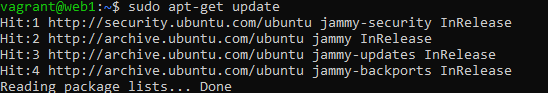 vagrant@web1:~$ sudo apt-get update
Hit:1 http://security.ubuntu.com/ubuntu jammy-security InRelease
Hit:2 http://archive.ubuntu.com/ubuntu jammy InRelease
Hit:3 http://archive.ubuntu.com/ubuntu jammy-updates InRelease
Hit:4 http://archive.ubuntu.com/ubuntu jammy-backports InRelease
Reading package lists... Done